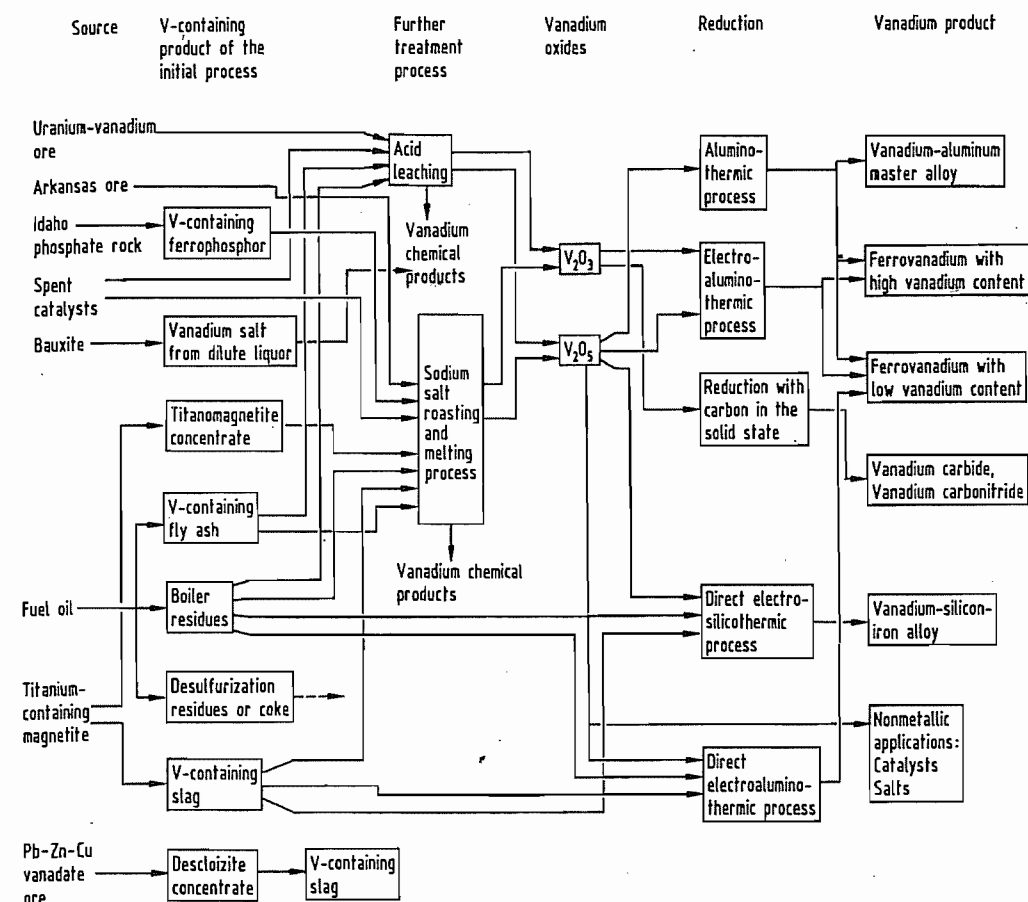 Source
V-containing
product of the
initial process
Further
treatment
process
Vanadium
oxides
Reduction
Vanadium product
Uranium-vanadium
ore
Arkansas ore
Idaho
phosphate rock
Spent
catalysts
Bauxite
Fuel oil
Titanium-
containing
magnetite
Pb-Zn-Cu
vanadate
ore
V-containing
ferrophosphor
Vanadium salt
from dilute liquor
Titanomagnetite
concentrate
V-containing
fly ash
Boiler
residues
Desulfurization
residues or coke
V-containing
slag
Descloizite
concentrate
V-containing
slag
Acid
leaching
Vanadium
chemical
products
Sodium
salt
roasting
and
melting
process
Vanadium chemical
products
V₂O₃
V₂O₅
Alumino-
thermic
process
Electro-
alumino-
thermic
process
Reduction with
carbon in the
solid state
Direct electro-
silicothermic
process
Direct
electroalumino-
thermic process
Vanadium-aluminum
master alloy
Ferrovanadium with
high vanadium content
Ferrovanadium with
low vanadium content
Vanadium carbide,
Vanadium carbonitride
Vanadium-silicon-
iron alloy
Nonmetallic
applications:
Catalysts
Salts